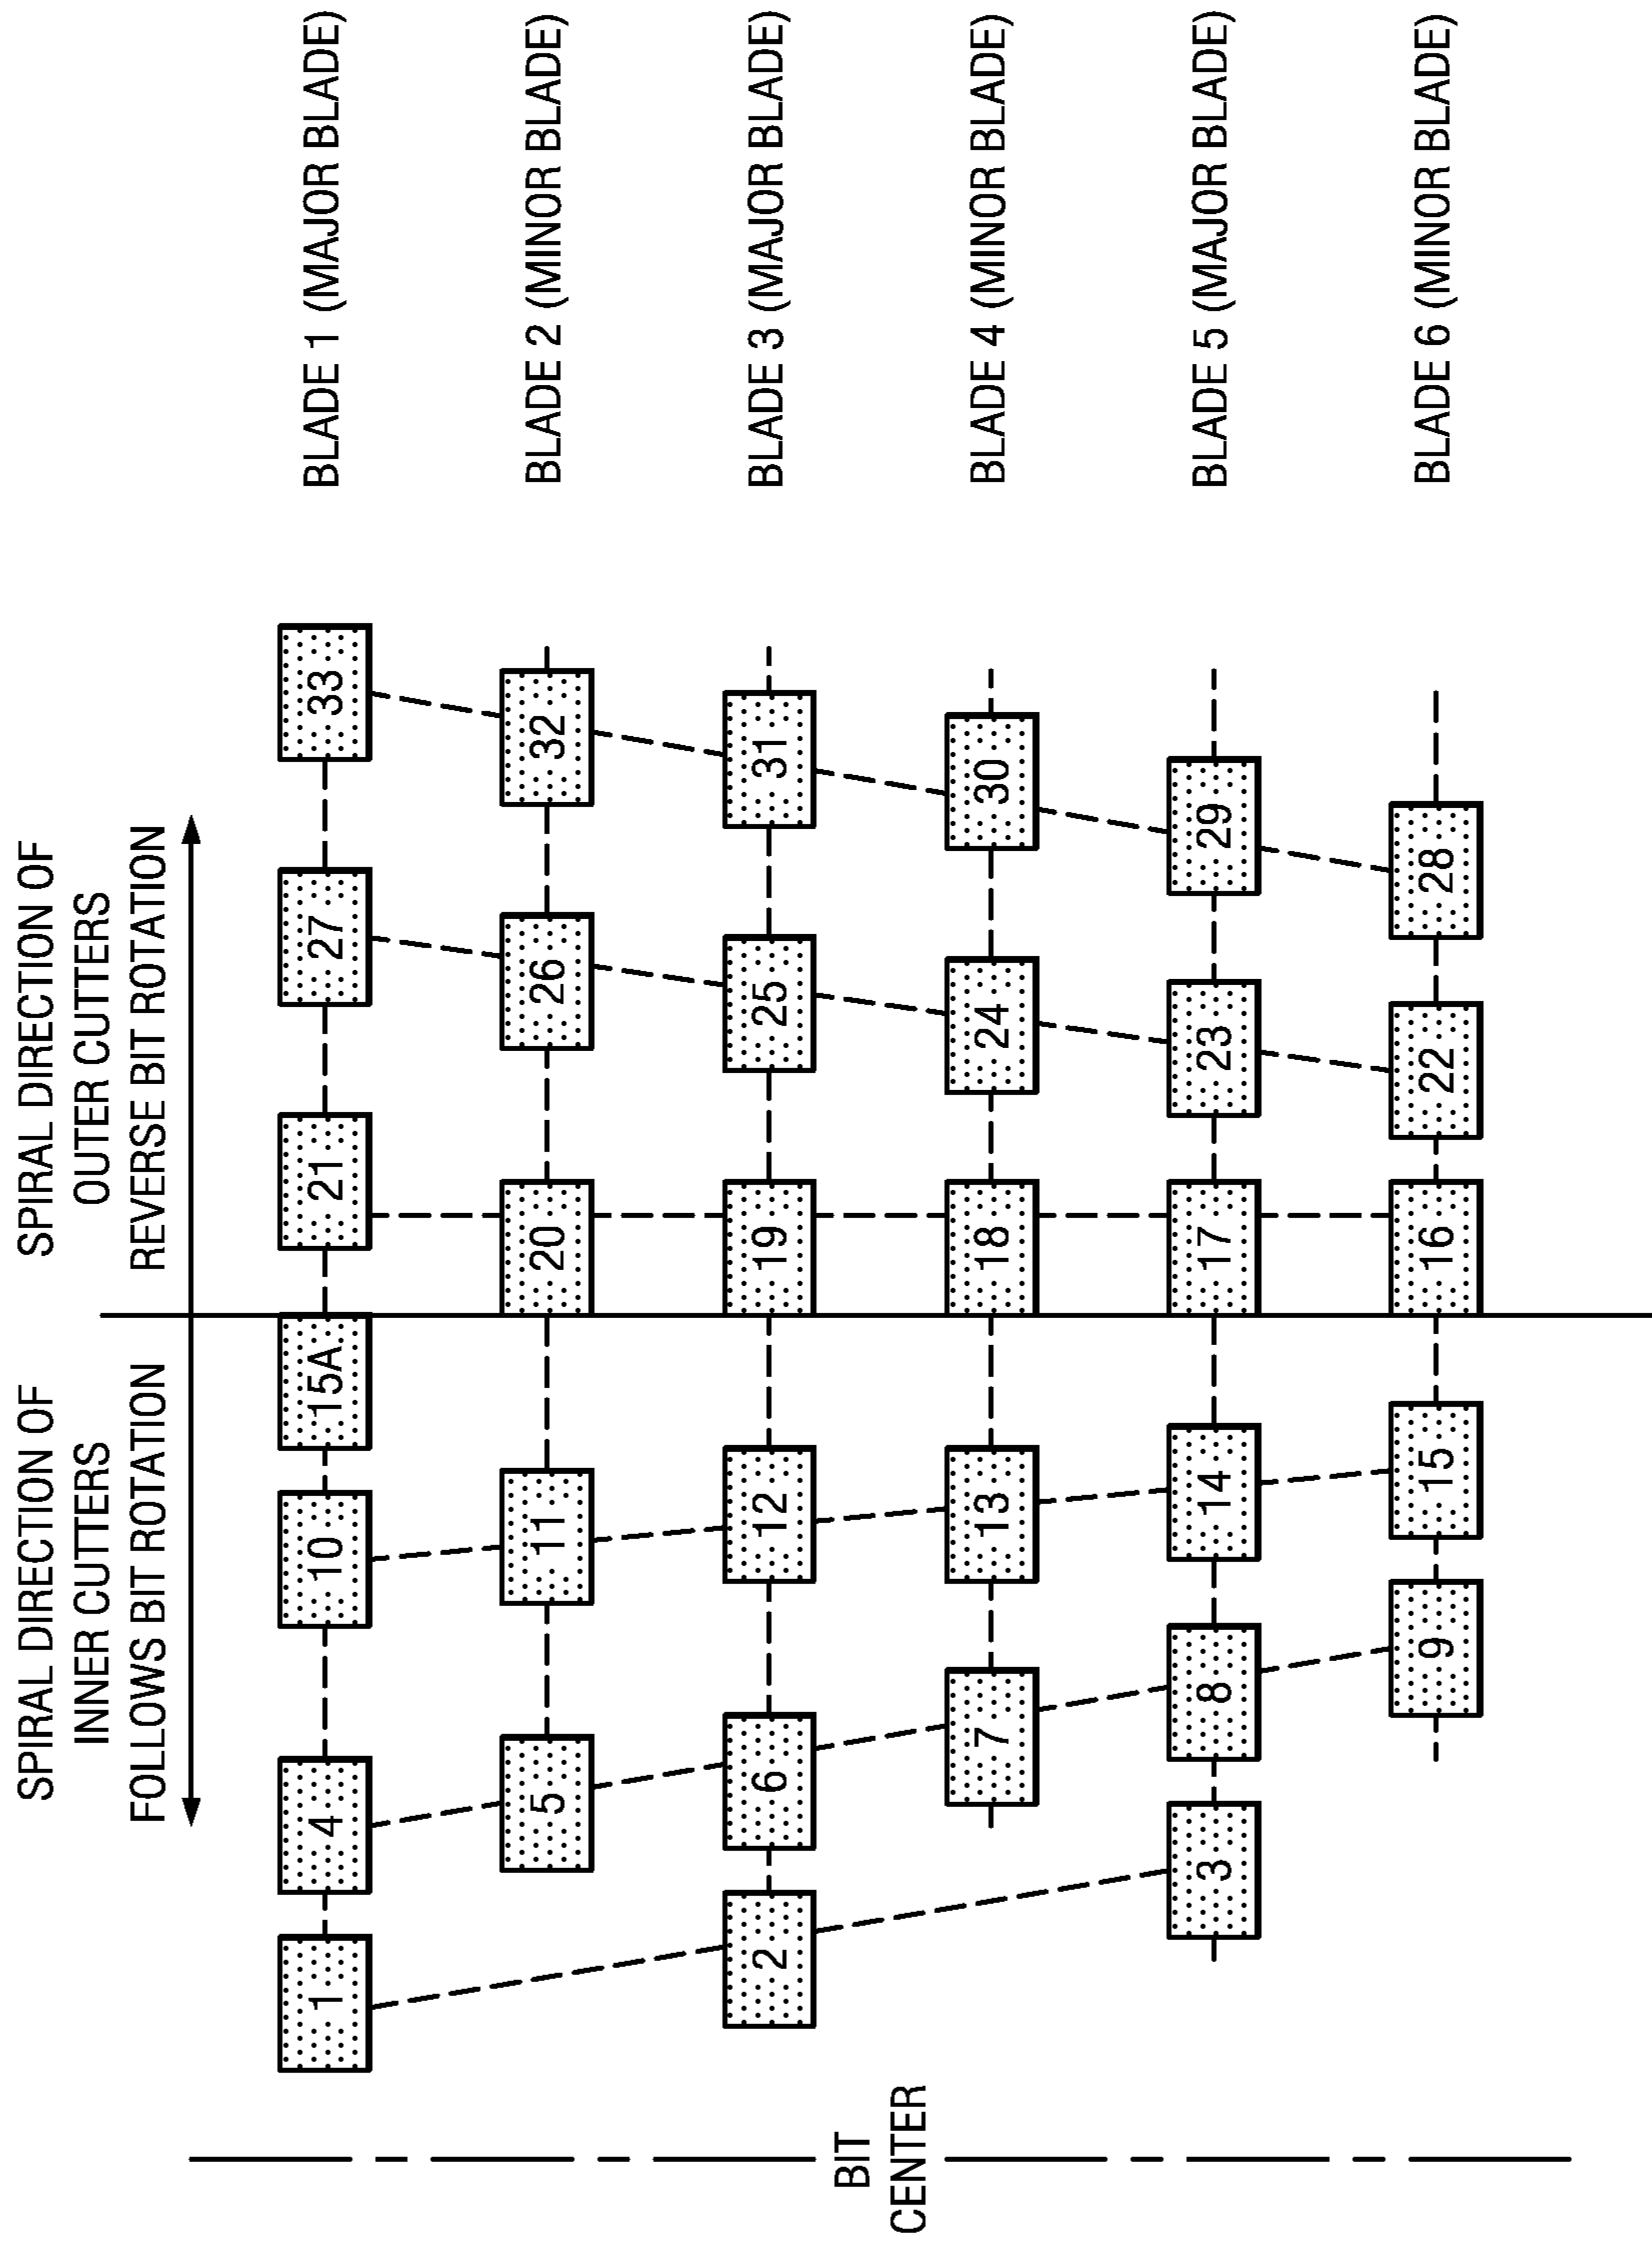 SPIRAL DIRECTION OF
INNER CUTTERS
FOLLOWS BIT ROTATION
SPIRAL DIRECTION OF
OUTER CUTTERS
REVERSE BIT ROTATION
1 4 10 15A 21 27 33 BLADE 1 (MAJOR BLADE)
5 11 20 26 32 BLADE 2 (MINOR BLADE)
2 6 12 19 25 31 BLADE 3 (MAJOR BLADE)
7 13 18 24 30 BLADE 4 (MINOR BLADE)
3 8 14 17 23 29 BLADE 5 (MAJOR BLADE)
9 15 16 22 28 BLADE 6 (MINOR BLADE)
BIT
CENTER